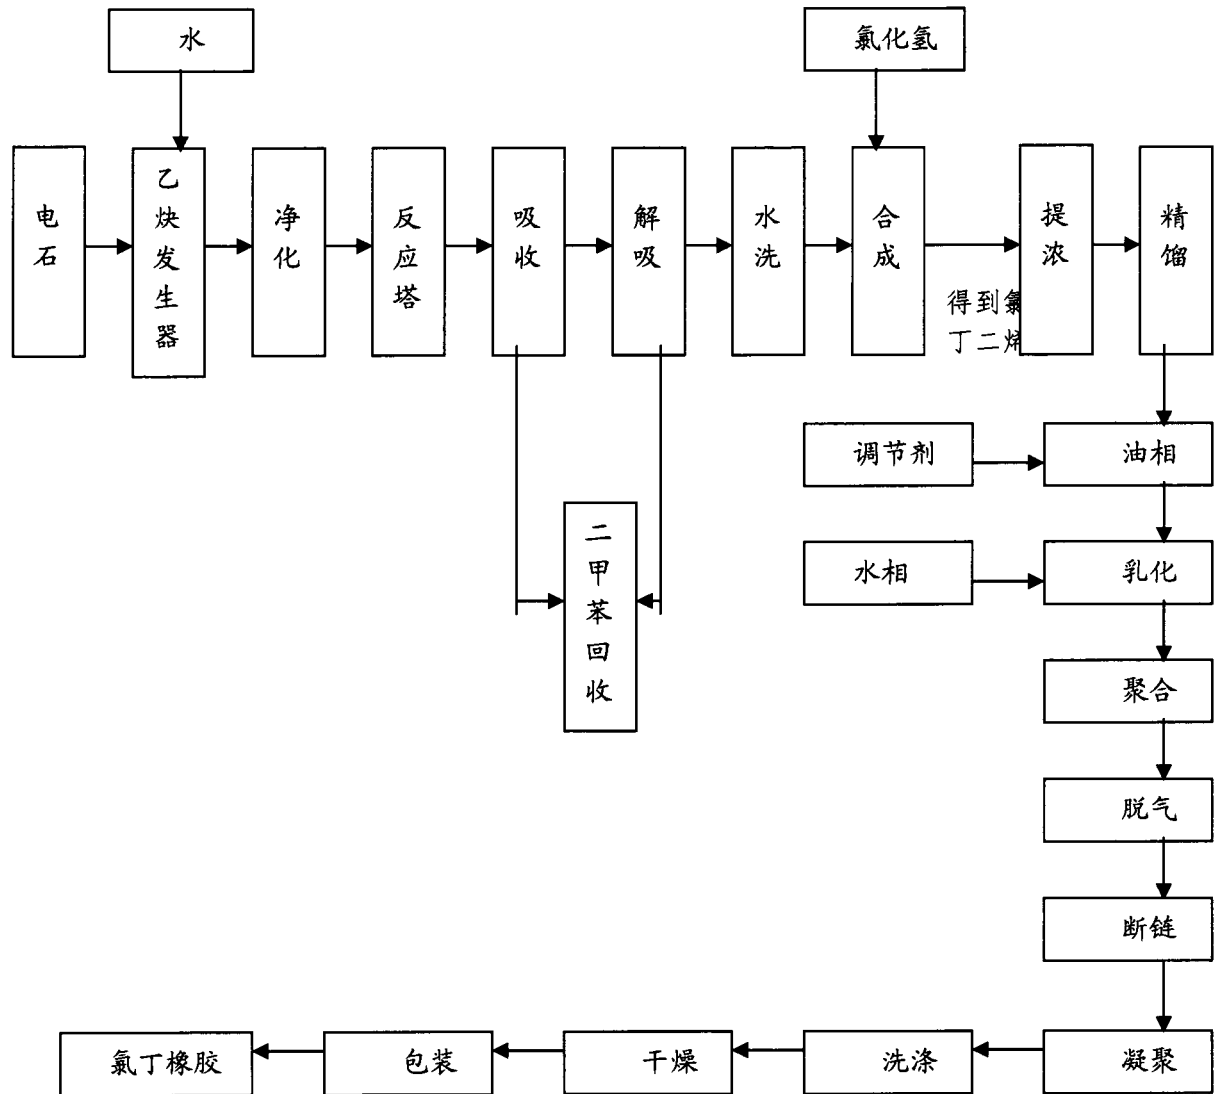 水
氯化氢
电石
乙炔发生器
净化
反应塔
吸收
解吸
水洗
合成
得到氯
丁二烯
提浓
精馏
调节剂
油相
二甲苯回收
水相
乳化
聚合
脱气
断链
氯丁橡胶
包装
干燥
洗涤
凝聚